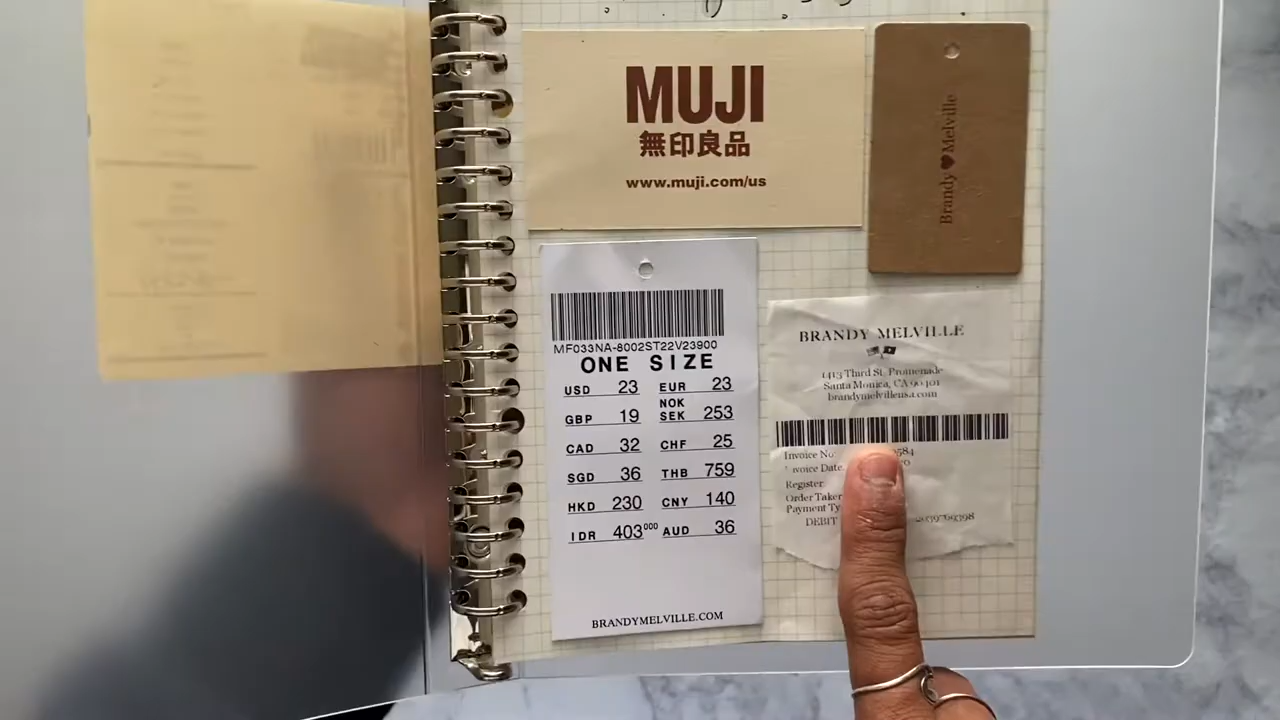 MUJI
無印良品
www.muji.com/us
Brandy Melville
MF033NA-8002ST22V23900
ONE SIZE
USD 23 EUR 23
GBP 19 NOK SEK 253
CAD 32 CHF 25
SGD 36 THB 759
HKD 230 CNY 140
IDR 403000 AUD 36
BRANDYMELVILLE.COM
BRANDY MELVILLE
1413 Third St. Promenade
Santa Monica, CA 90401
brandymelvilleusa.com
Invoice No
Invoice Date
Register
Order Taker
Payment
DEBIT